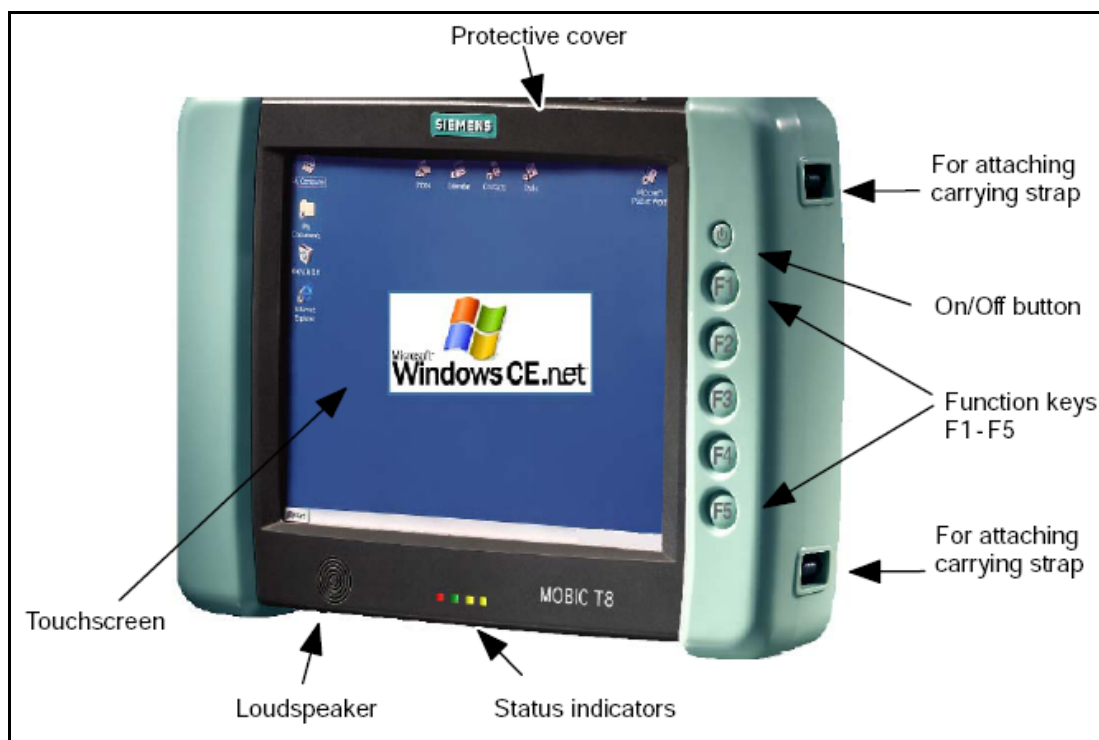 Protective cover
SIEMENS
For attaching
carrying strap
On/Off button
F1
F2
Microsoft
Windows CE.net
F3
Function keys
F1 - F5
F4
F5
For attaching
carrying strap
MOBIC T8
Touchscreen
Loudspeaker
Status indicators